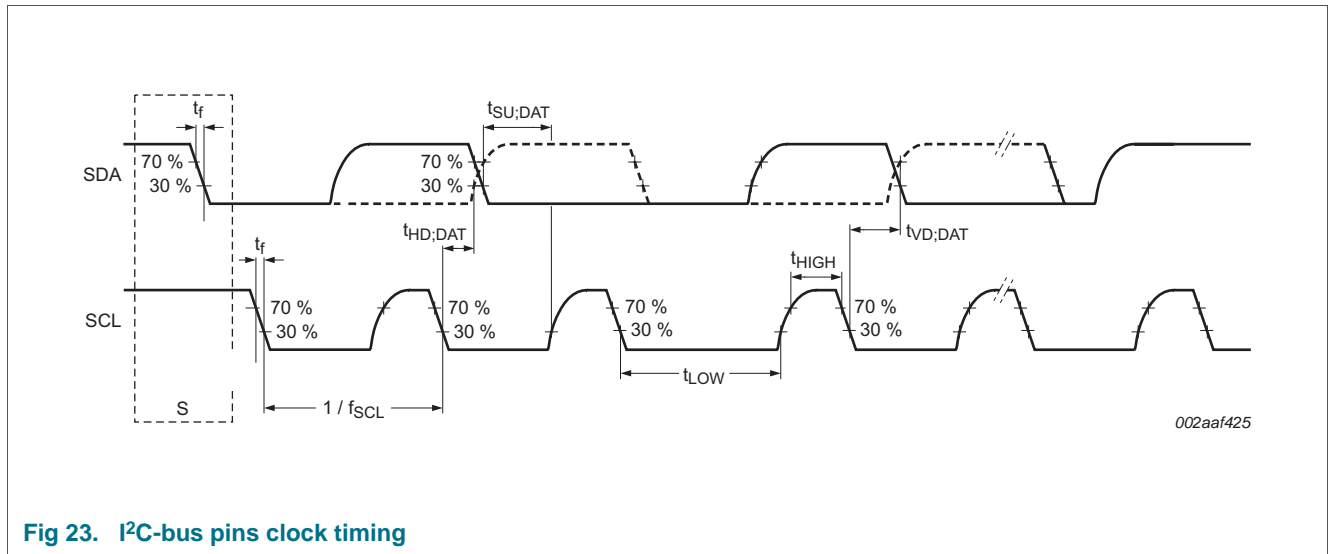 tf
tSU;DAT
70 %
30 %
SDA
70 %
30 %
tHD;DAT
tVD;DAT
tf
tHIGH
70 %
30 %
SCL
70 %
30 %
70 %
30 %
70 %
30 %
tLOW
S
1 / fSCL
002aaf425
Fig 23. I2C-bus pins clock timing